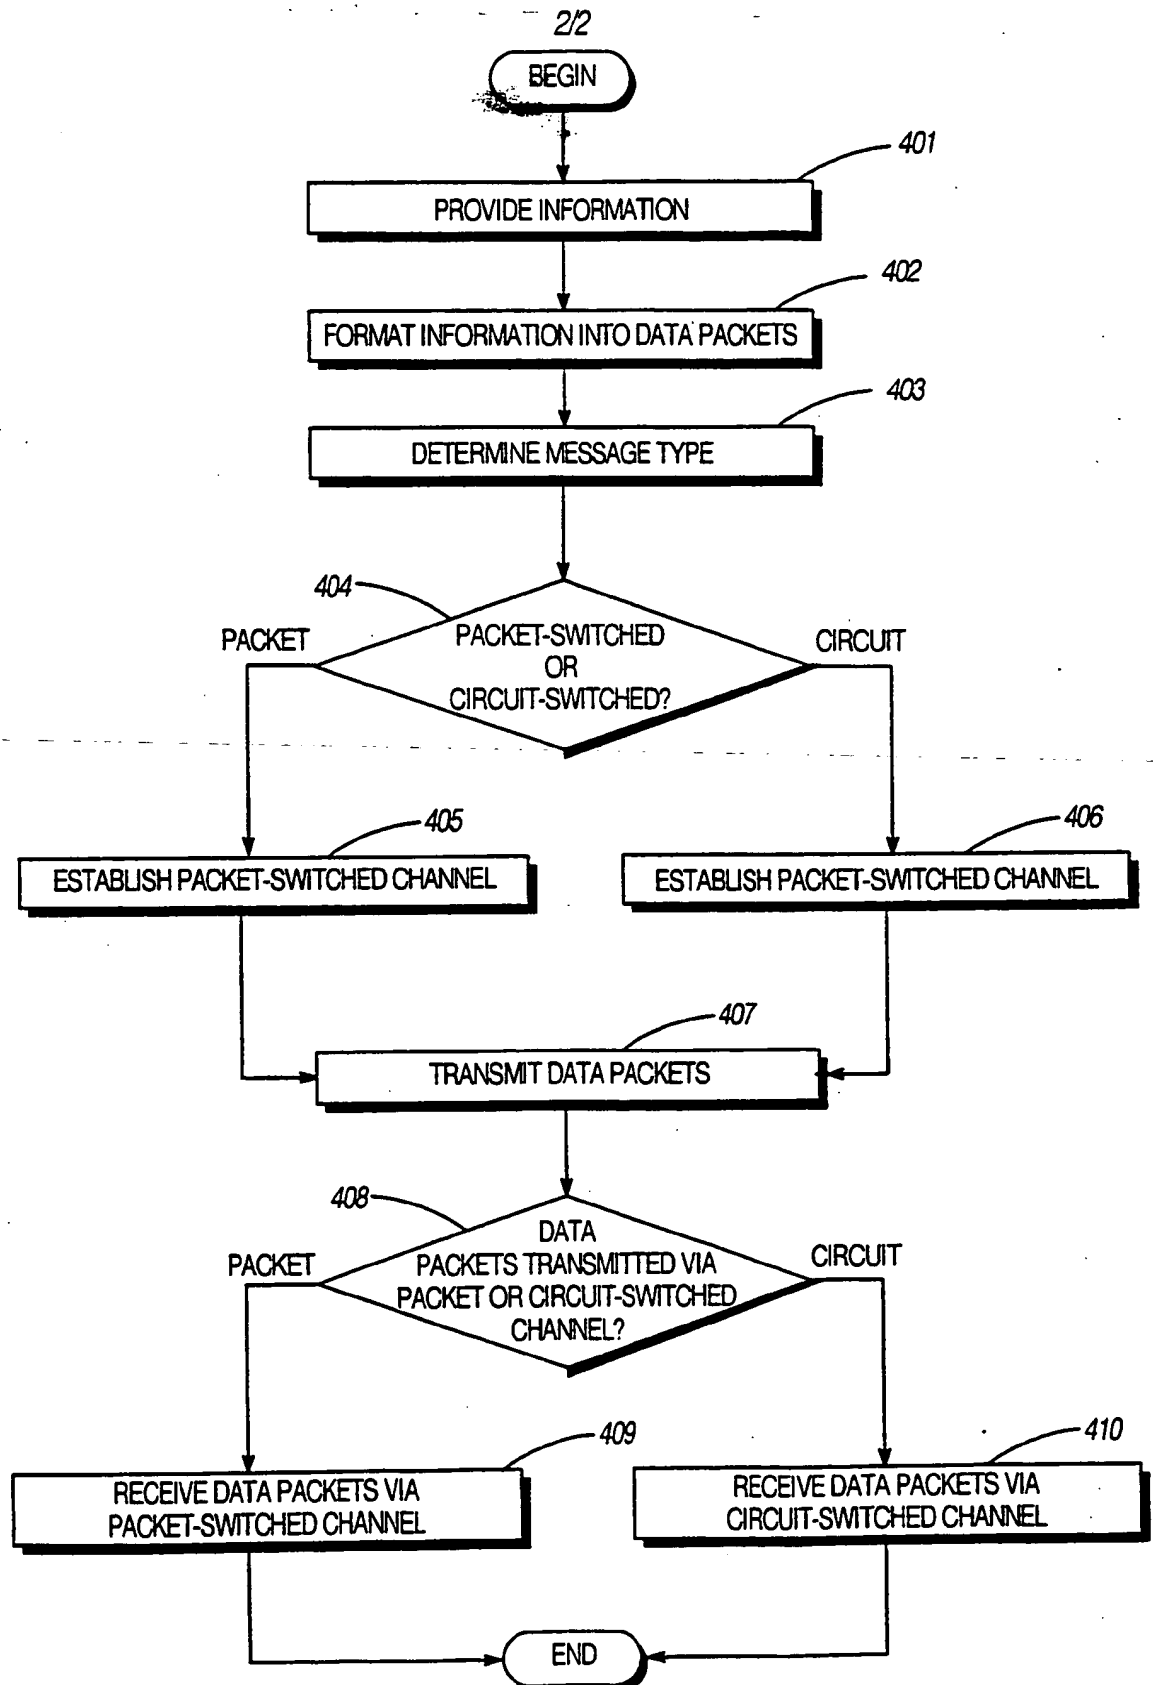 2/2
BEGIN
401
PROVIDE INFORMATION
402
FORMAT INFORMATION INTO DATA PACKETS
403
DETERMINE MESSAGE TYPE
404
PACKET
PACKET-SWITCHED
OR
CIRCUIT-SWITCHED?
CIRCUIT
405
ESTABLISH PACKET-SWITCHED CHANNEL
406
ESTABLISH PACKET-SWITCHED CHANNEL
407
TRANSMIT DATA PACKETS
408
PACKET
DATA
PACKETS TRANSMITTED VIA
PACKET OR CIRCUIT-SWITCHED
CHANNEL?
CIRCUIT
409
RECEIVE DATA PACKETS VIA
PACKET-SWITCHED CHANNEL
410
RECEIVE DATA PACKETS VIA
CIRCUIT-SWITCHED CHANNEL
END